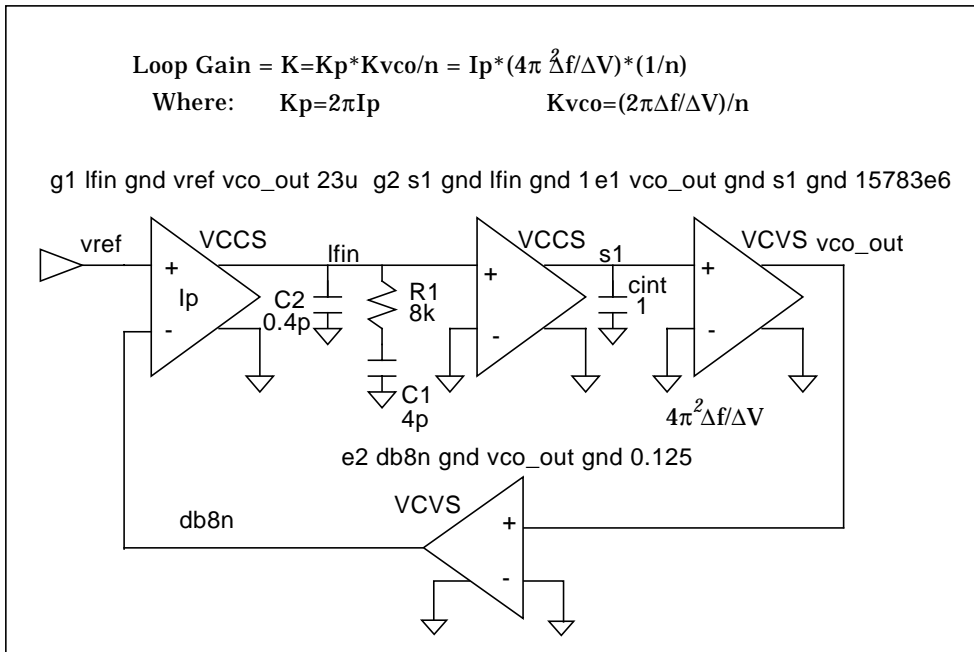 Loop Gain = K=Kp*Kvco/n = Ip*(4π²Δf/ΔV)*(1/n)
Where: Kp=2πIp Kvco=(2πΔf/ΔV)/n
g1 lfin gnd vref vco_out 23u g2 s1 gnd lfin gnd 1 e1 vco_out gnd s1 gnd 15783e6
vref
VCCS
lfin
VCCS
s1
VCVS
vco_out
+
Ip
-
C2
0.4p
R1
8k
C1
4p
+
-
cint
1
+
-
4π²Δf/ΔV
e2 db8n gnd vco_out gnd 0.125
VCVS
db8n
+
-